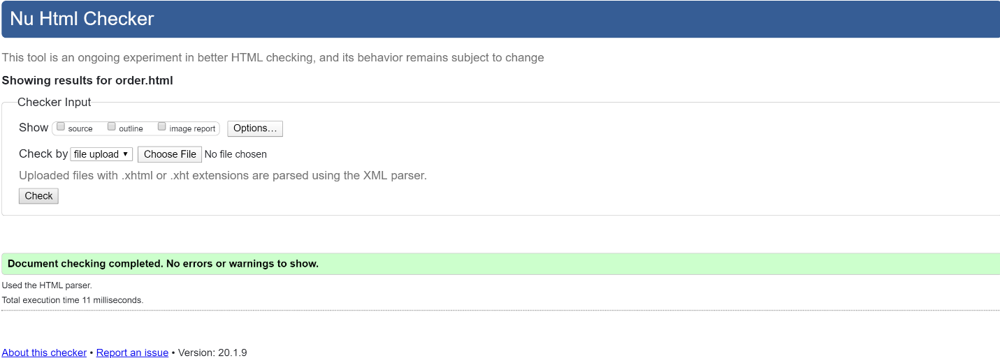 Nu Html Checker
This tool is an ongoing experiment in better HTML checking, and its behavior remains subject to change
Showing results for order.html
Checker Input
Show source outline image report Options…
Check by file upload ▼ Choose File No file chosen
Uploaded files with .xhtml or .xht extensions are parsed using the XML parser.
Check
Document checking completed. No errors or warnings to show.
Used the HTML parser.
Total execution time 11 milliseconds.
About this checker • Report an issue • Version: 20.1.9